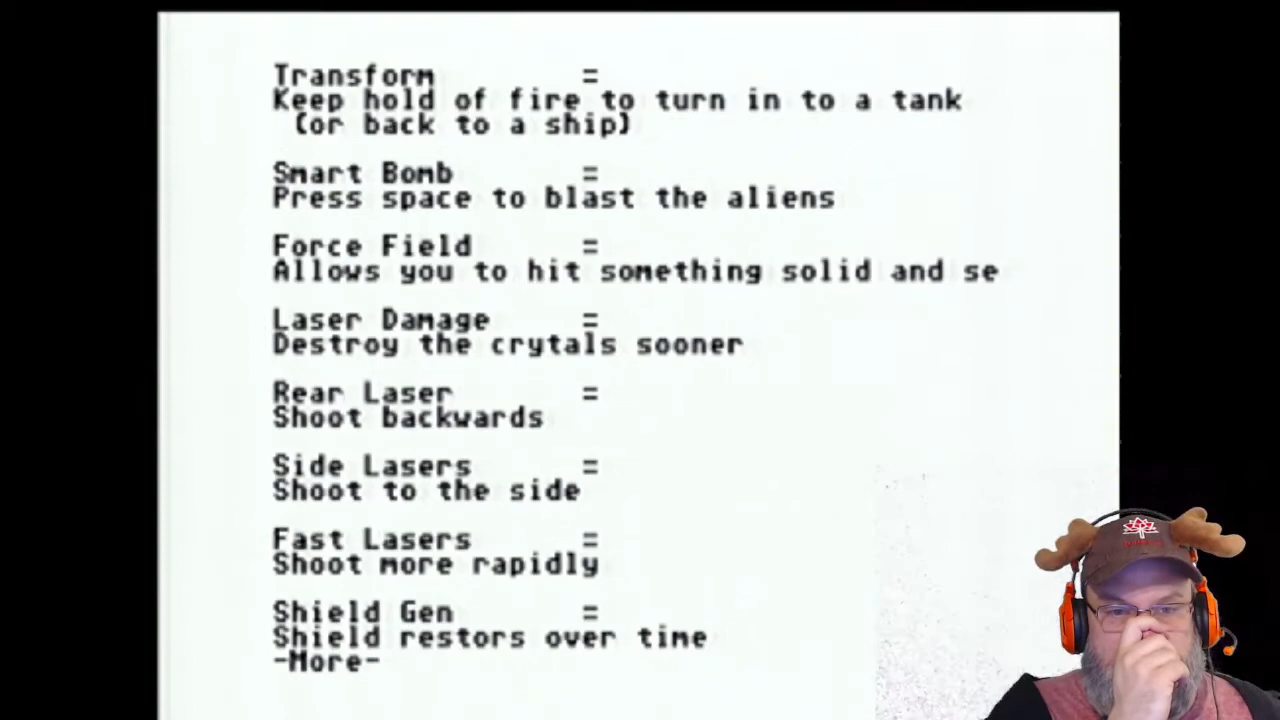 Transform =
Keep hold of fire to turn in to a tank
(or back to a ship)
Smart Bomb =
Press space to blast the aliens
Force Field =
Allows you to hit something solid and se
Laser Damage =
Destroy the crytals sooner
Rear Laser =
Shoot backwards
Side Lasers =
Shoot to the side
Fast Lasers =
Shoot more rapidly
Shield Gen =
Shield restors over time
-More-